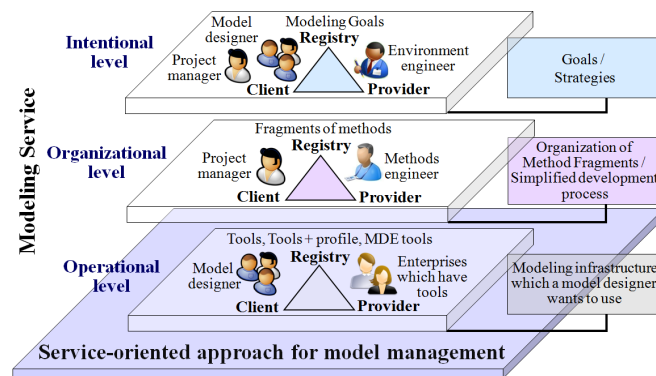 Modeling Service
Intentional
level
Model
designer
Project
manager
Modeling Goals
Registry
Client
Provider
Environment
engineer
Goals /
Strategies
Organizational
level
Fragments of methods
Registry
Project
manager
Methods
engineer
Client
Provider
Organization of
Method Fragments /
Simplified development
process
Operational
level
Tools, Tools + profile, MDE tools
Registry
Model
designer
Enterprises
which have
tools
Client
Provider
Modeling infrastructure
which a model designer
wants to use
Service-oriented approach for model management